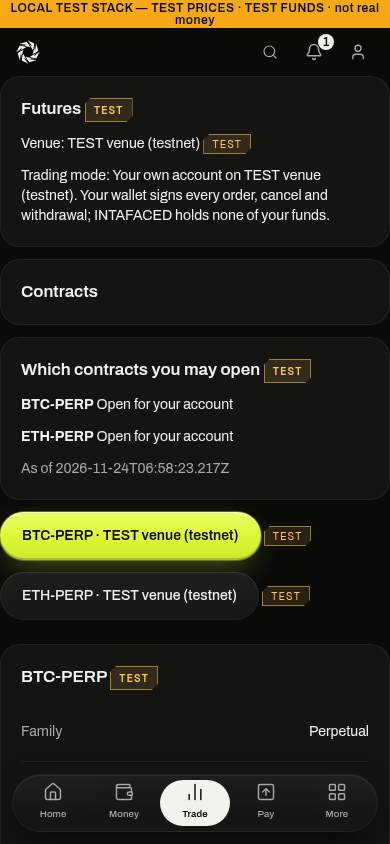 LOCAL TEST STACK — TEST PRICES · TEST FUNDS · not real
money
1
Futures TEST
Venue: TEST venue (testnet) TEST
Trading mode: Your own account on TEST venue
(testnet). Your wallet signs every order, cancel and
withdrawal; INTAFACED holds none of your funds.
Contracts
Which contracts you may open TEST
BTC-PERP Open for your account
ETH-PERP Open for your account
As of 2026-11-24T06:58:23.217Z
BTC-PERP · TEST venue (testnet) TEST
ETH-PERP · TEST venue (testnet) TEST
BTC-PERP TEST
Family Perpetual
Home Money Trade Pay More